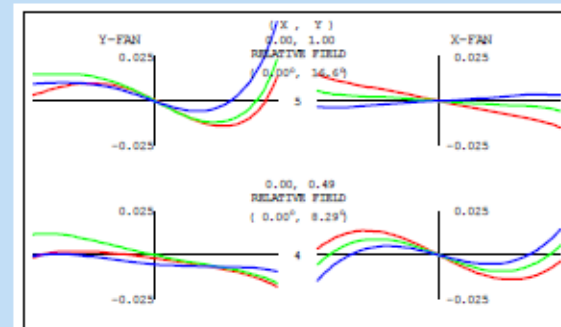 ( X , Y )
Y-FAN 0.00, 1.00 X-FAN
0.025 RELATIVE FIELD 0.025
( 0.00°, 16.6°)
5
-0.025 -0.025
0.00, 0.49
RELATIVE FIELD
0.025 ( 0.00°, 8.29°) 0.025
4
-0.025 -0.025